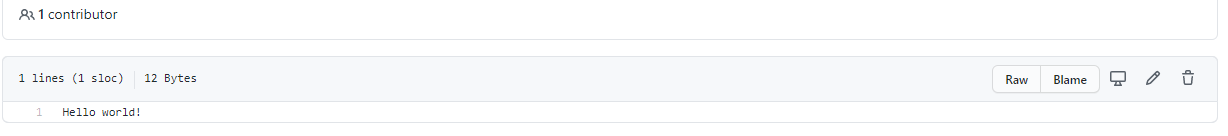 1 contributor
1 lines (1 sloc) 12 Bytes Raw Blame
1 Hello world!